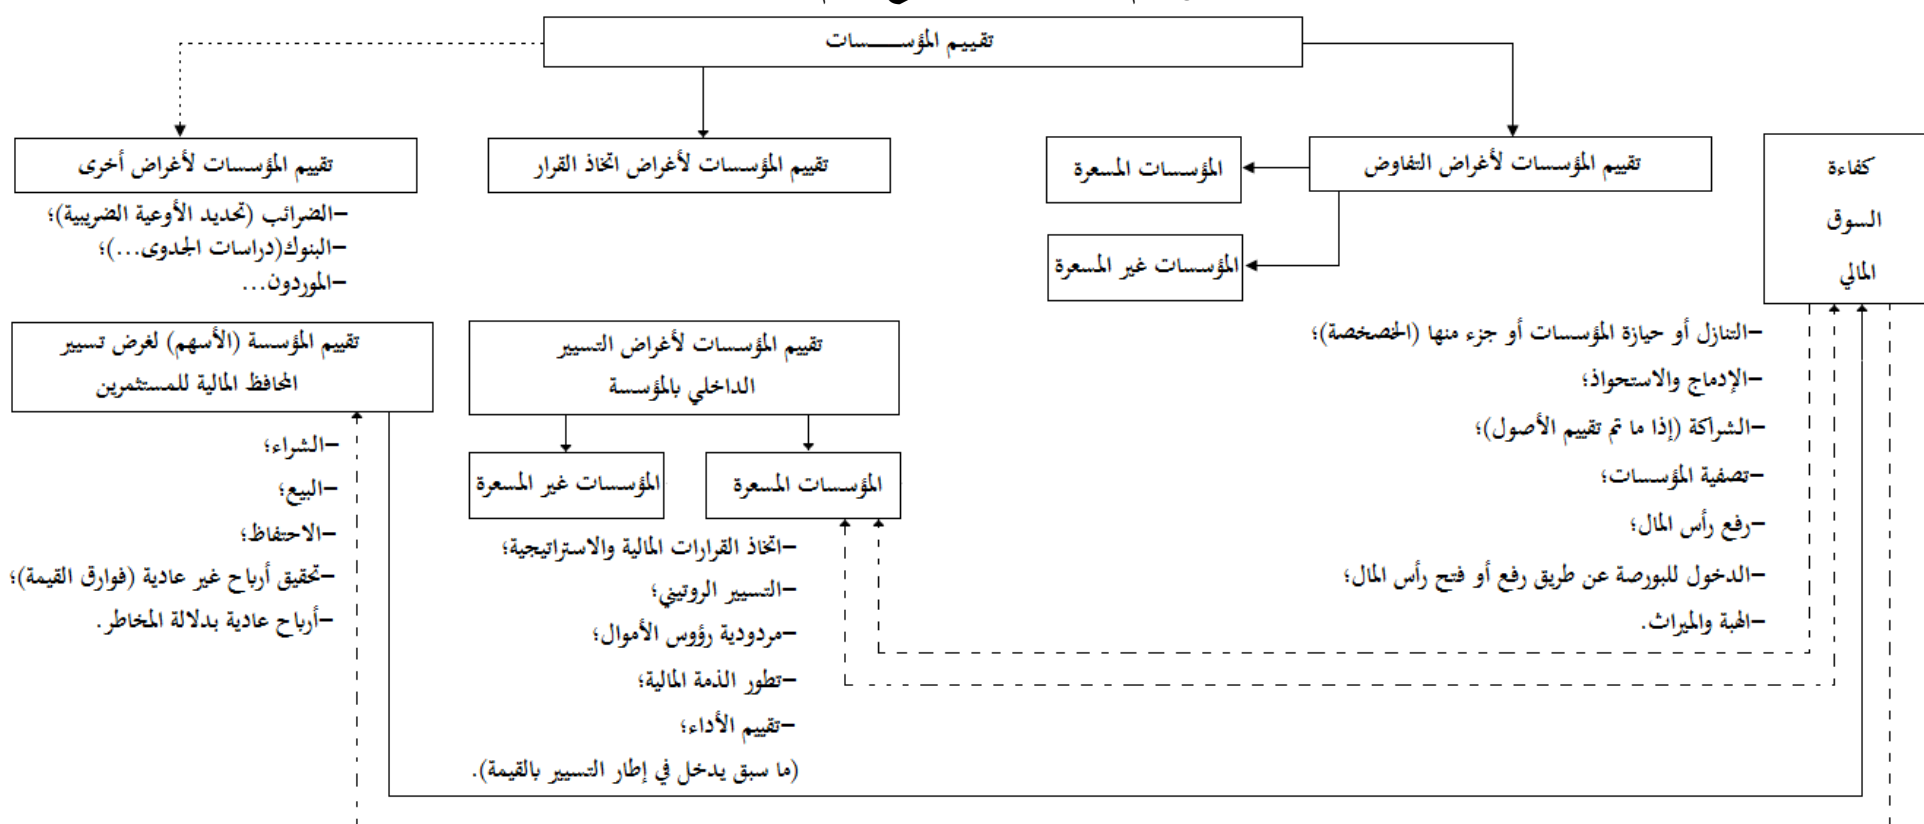 تقييم المؤســـــسات
كفاءة
السوق
المالي
تقييم المؤسسات لأغراض التفاوض
المؤسسات المسعرة
المؤسسات غير المسعرة
تقييم المؤسسات لأغراض اتخاذ القرار
تقييم المؤسسات لأغراض أخرى
–الضرائب (تحديد الأوعية الضريبية)؛
–البنوك(دراسات الجدوى...)؛
–الموردون...
–التنازل أو حيازة المؤسسات أو جزء منها (الخصخصة)؛
–الإدماج والاستحواذ؛
–الشراكة (إذا ما تم تقييم الأصول)؛
–تصفية المؤسسات؛
–رفع رأس المال؛
–الدخول للبورصة عن طريق رفع أو فتح رأس المال؛
–الهبة والميراث.
تقييم المؤسسات لأغراض التسيير
الداخلي بالمؤسسة
المؤسسات المسعرة
المؤسسات غير المسعرة
–اتخاذ القرارات المالية والاستراتيجية؛
–التسيير الروتيني؛
–مردودية رؤوس الأموال؛
–تطور الذمة المالية؛
–تقييم الأداء؛
(ما سبق يدخل في إطار التسيير بالقيمة).
تقييم المؤسسة (الأسهم) لغرض تسيير
المحافظ المالية للمستثمرين
–الشراء؛
–البيع؛
–الاحتفاظ؛
–تحقيق أرباح غير عادية (فوارق القيمة)؛
–أرباح عادية بدلالة المخاطر.